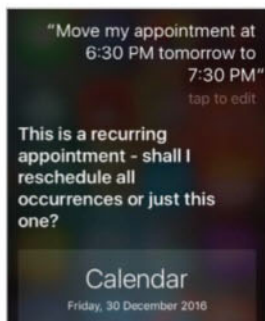 “Move my appointment at
6:30 PM tomorrow to
7:30 PM”
tap to edit
This is a recurring
appointment - shall I
reschedule all
occurrences or just this
one?
Calendar
Friday, 30 December 2016